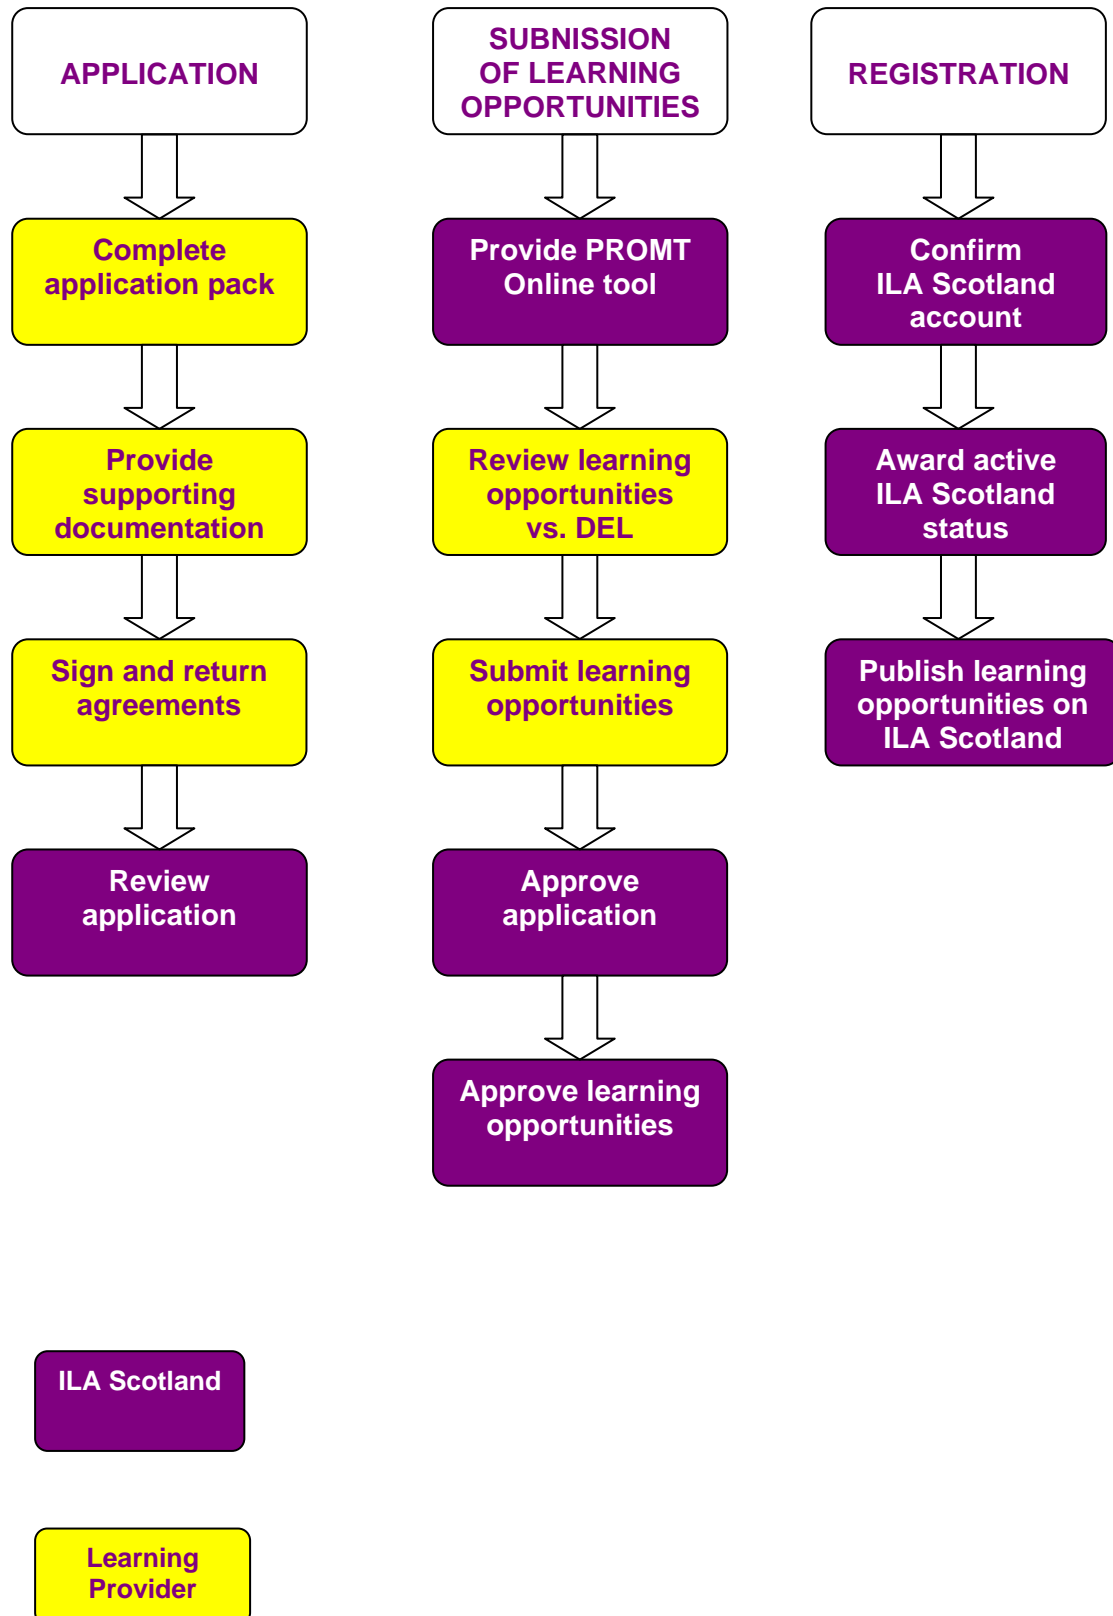 APPLICATION
SUBNISSION
OF LEARNING
OPPORTUNITIES
REGISTRATION
Complete
application pack
Provide PROMT
Online tool
Confirm
ILA Scotland
account
Provide
supporting
documentation
Review learning
opportunities
vs. DEL
Award active
ILA Scotland
status
Sign and return
agreements
Submit learning
opportunities
Publish learning
opportunities on
ILA Scotland
Review
application
Approve
application
Approve learning
opportunities
ILA Scotland
Learning
Provider